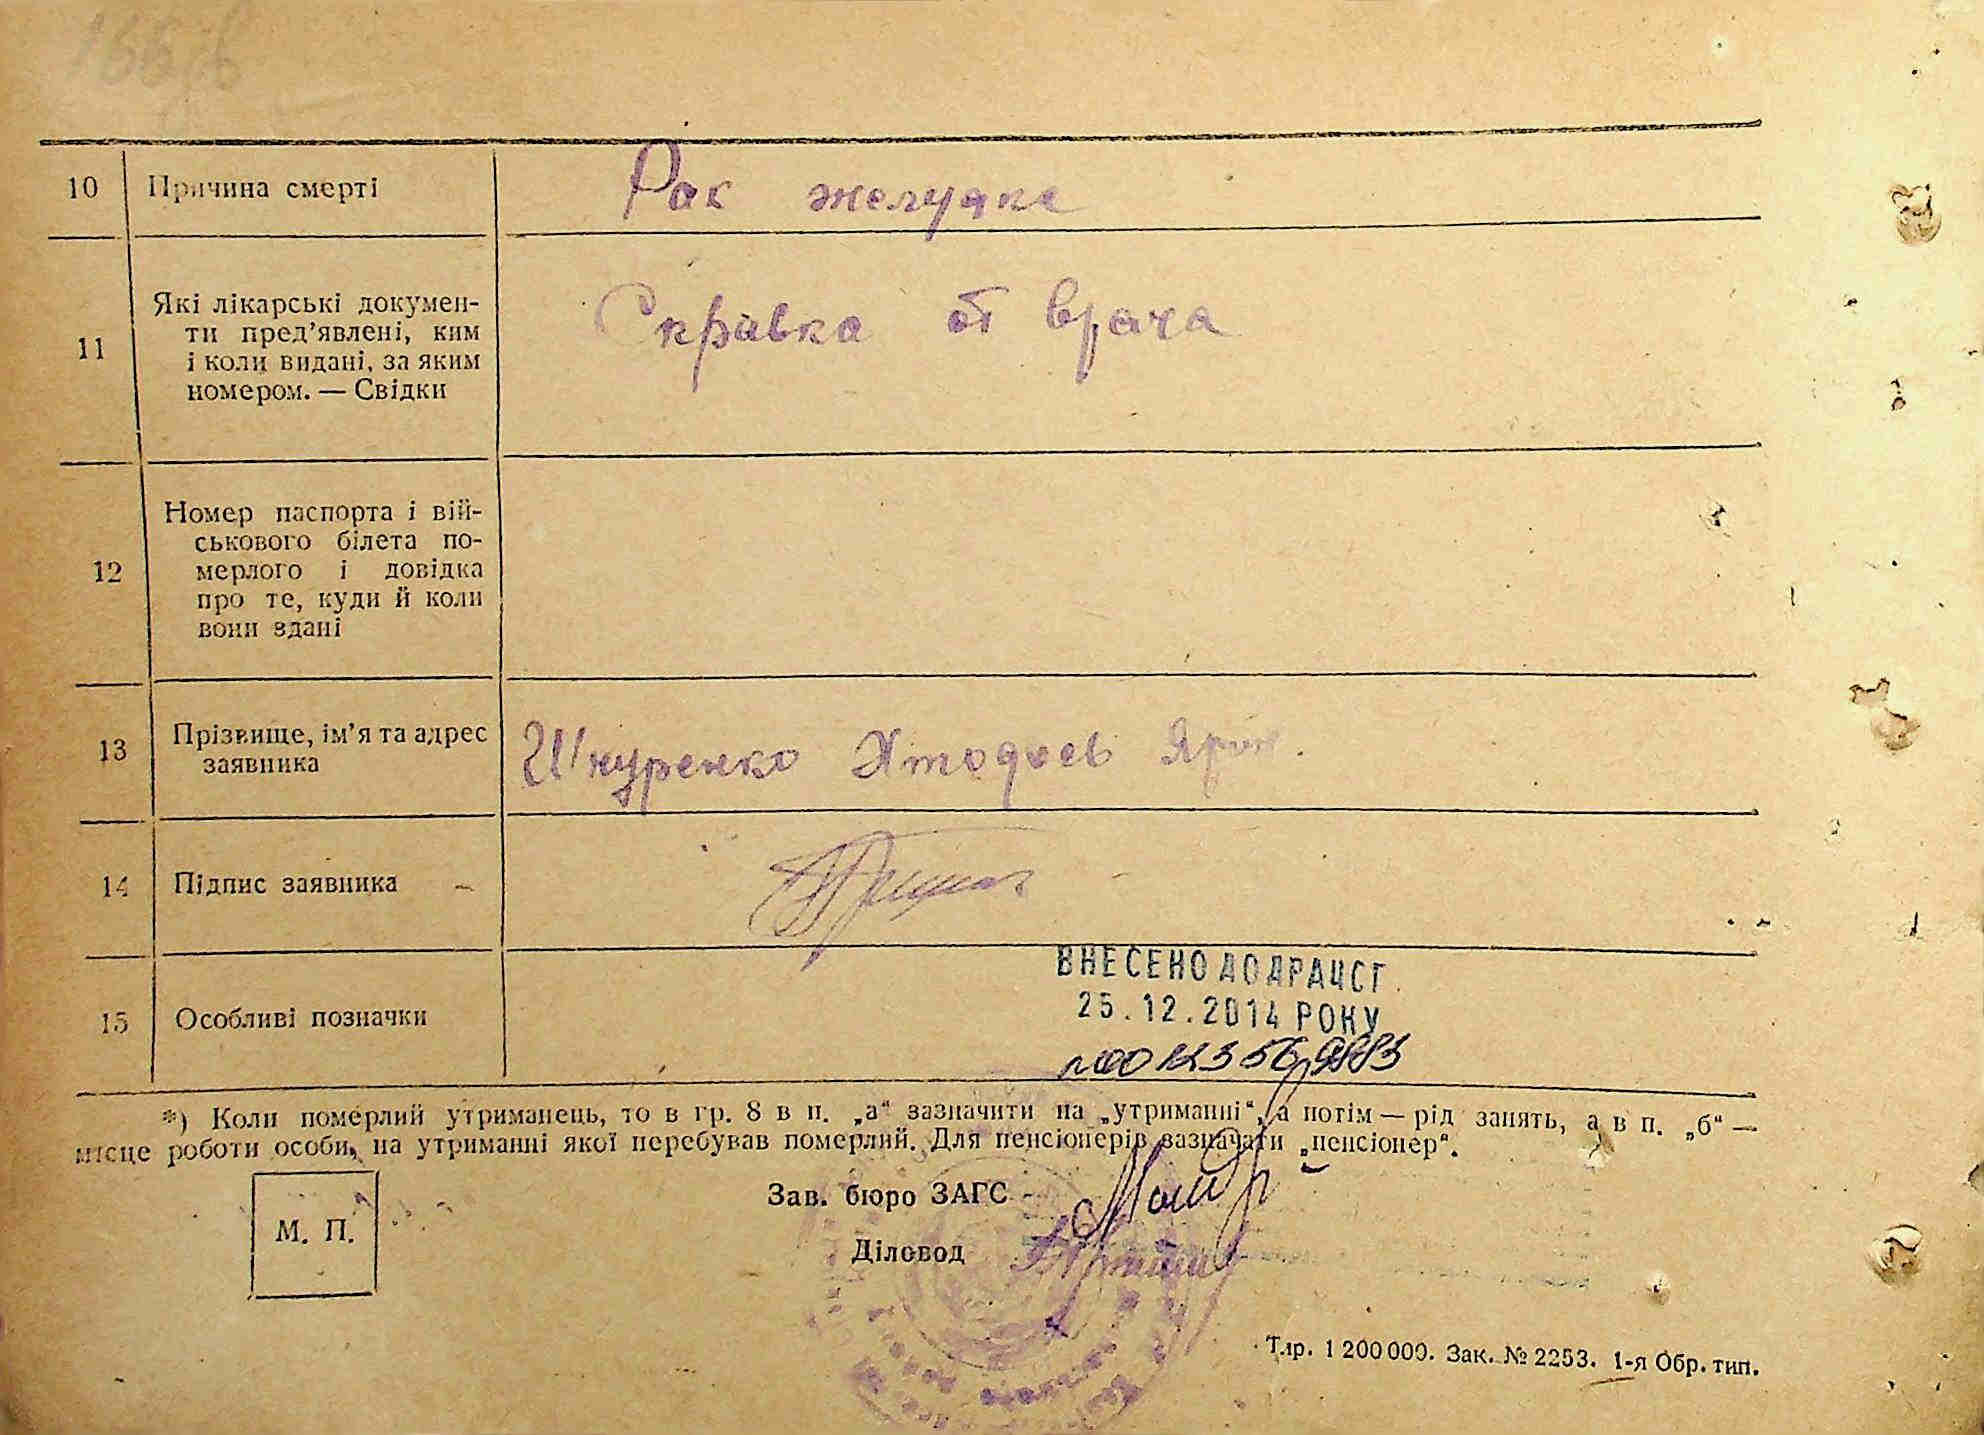 10 Причина смерті Рак желудка
11 Які лікарські докумен-
ти пред’явлені, ким
і коли видані, за яким
номером. — Свідки
Справка от врача
12 Номер паспорта і вій-
ськового білета по-
мерлого і довідка
про те, куди й коли
вони здані
13 Прізвище, ім’я та адрес
заявника
Шкуренко
14 Підпис заявника
15 Особливі позначки
ВНЕСЕНО ДО ДРАЦСГ
25.12.2014 РОКУ
*) Коли померлий утриманець, то в гр. 8 в п. „а“ зазначити на „утриманні“, а потім — рід занять, а в п. „б“ —
місце роботи особи, на утриманні якої перебував померлий. Для пенсіонерів зазначати „пенсіонер“.
М. П.
Зав. бюро ЗАГС
Діловод
Тир. 1 200 000. Зак. № 2253. 1-я Обр. тип.